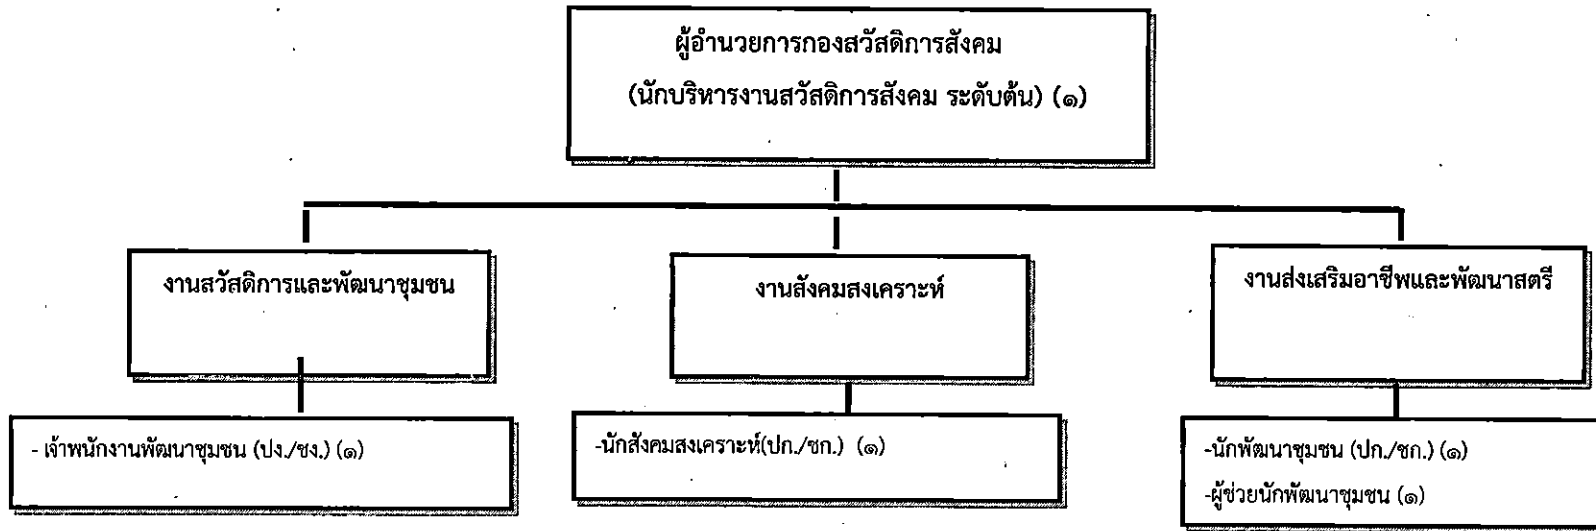 ผู้อำนวยการกองสวัสดิการสังคม
(นักบริหารงานสวัสดิการสังคม ระดับต้น) (๑)
งานสวัสดิการและพัฒนาชุมชน
งานสังคมสงเคราะห์
งานส่งเสริมอาชีพและพัฒนาสตรี
- เจ้าพนักงานพัฒนาชุมชน (ปง./ชง.) (๑)
-นักสังคมสงเคราะห์(ปก./ชก.) (๑)
-นักพัฒนาชุมชน (ปก./ชก.) (๑)
-ผู้ช่วยนักพัฒนาชุมชน (๑)